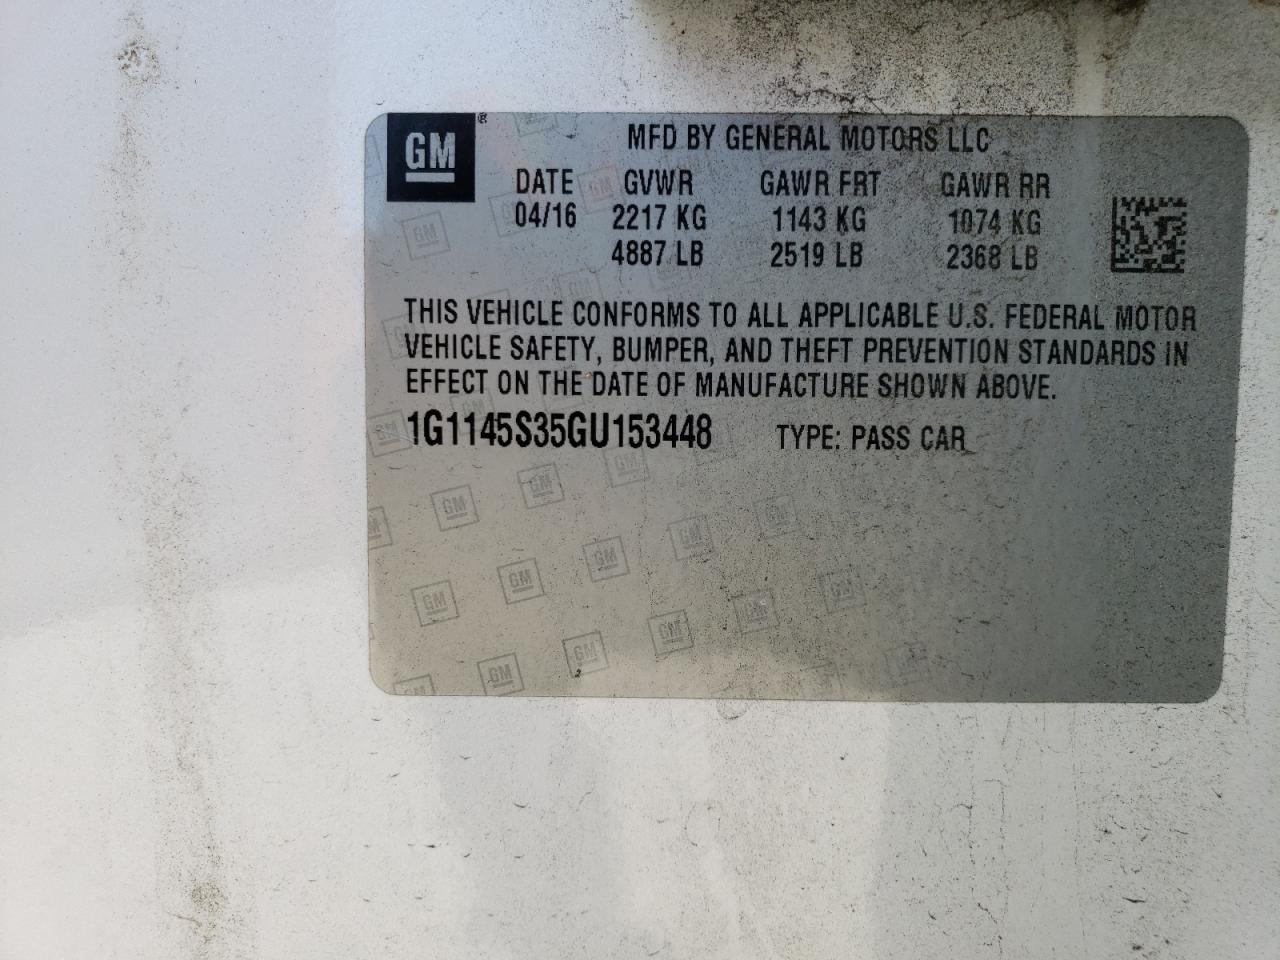 GM®
MFD BY GENERAL MOTORS LLC
DATE GVWR GAWR FRT GAWR RR
04/16 2217 KG 1143 KG 1074 KG
4887 LB 2519 LB 2368 LB
THIS VEHICLE CONFORMS TO ALL APPLICABLE U.S. FEDERAL MOTOR
VEHICLE SAFETY, BUMPER, AND THEFT PREVENTION STANDARDS IN
EFFECT ON THE DATE OF MANUFACTURE SHOWN ABOVE.
1G1145S35GU153448 TYPE: PASS CAR